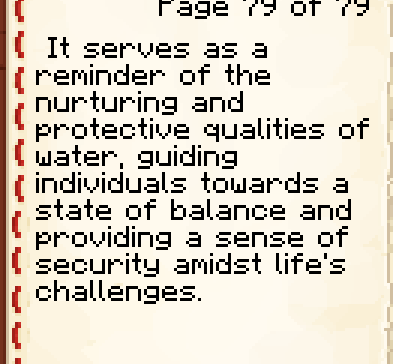 Page 79 of 79
It serves as a
reminder of the
nurturing and
protective qualities of
water, guiding
individuals towards a
state of balance and
providing a sense of
security amidst life's
challenges.